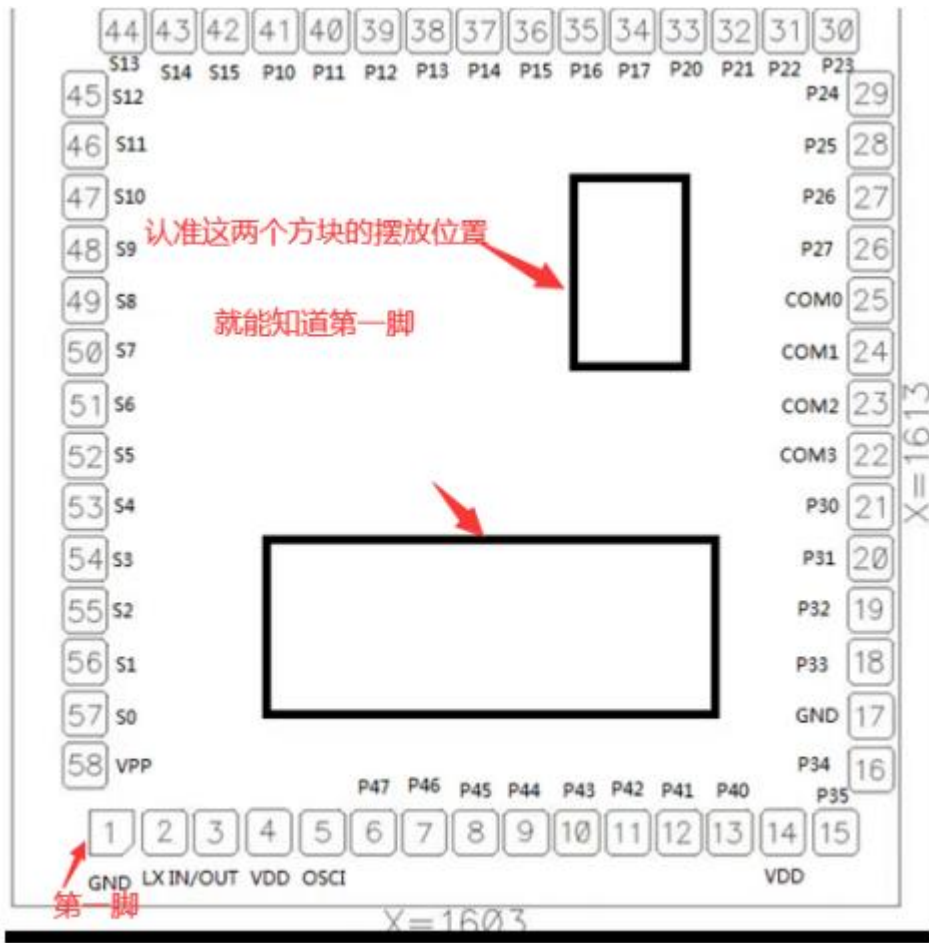 44 43 42 41 40 39 38 37 36 35 34 33 32 31 30
S13 S14 S15 P10 P11 P12 P13 P14 P15 P16 P17 P20 P21 P22 P23
45 S12 P24 29
46 S11 P25 28
47 S10 P26 27
认准这两个方块的摆放位置
48 S9 P27 26
49 S8 COM0 25
就能知道第一脚
50 S7 COM1 24
51 S6 COM2 23
52 S5 COM3 22
X=1613
53 S4 P30 21
54 S3 P31 20
55 S2 P32 19
56 S1 P33 18
57 S0 GND 17
58 VPP P34 16
P47 P46 P45 P44 P43 P42 P41 P40 P35
1 2 3 4 5 6 7 8 9 10 11 12 13 14 15
GND LX IN/OUT VDD OSCI VDD
第一脚
X=1603